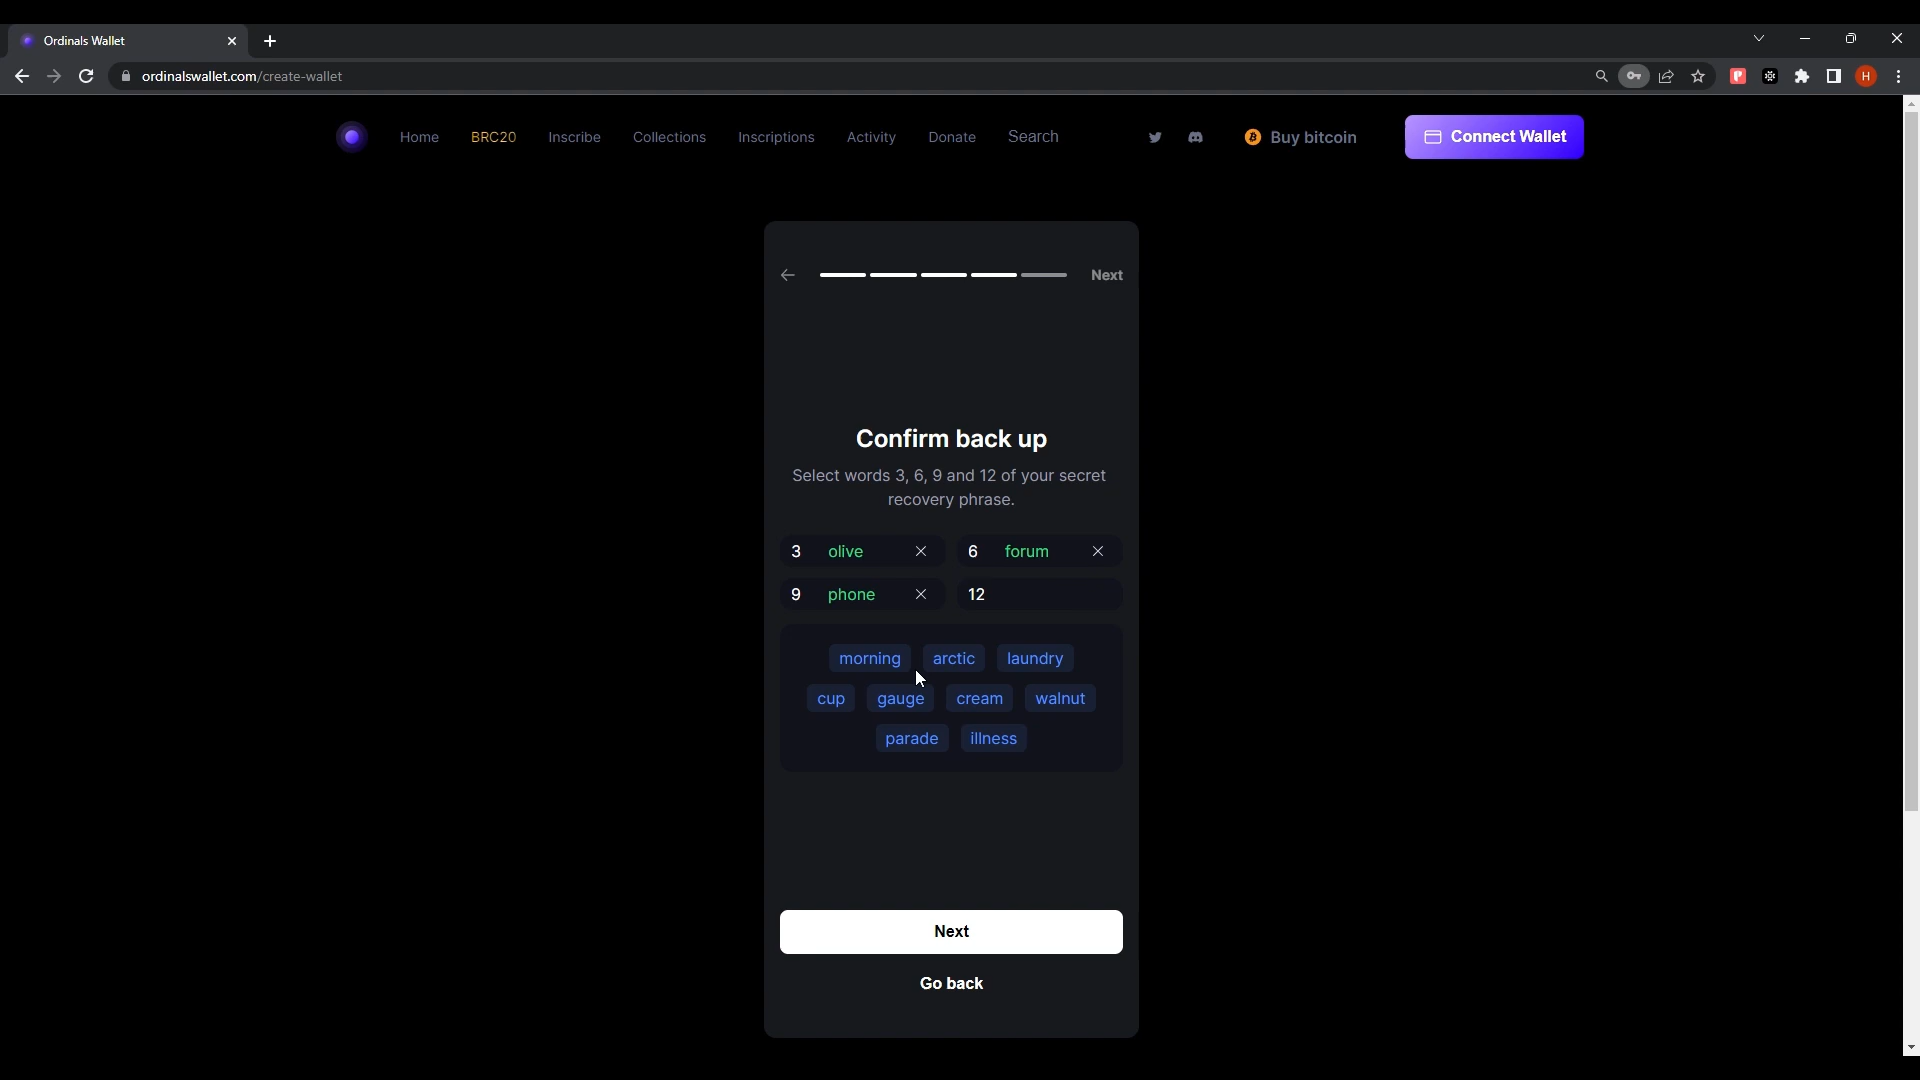 Ordinals Wallet
ordinalswallet.com/create-wallet
H
Home BRC20 Inscribe Collections Inscriptions Activity Donate Search Buy bitcoin Connect Wallet
Next
Confirm back up
Select words 3, 6, 9 and 12 of your secret
recovery phrase.
3 olive 6 forum
9 phone 12
morning arctic laundry
cup gauge cream walnut
parade illness
Next
Go back